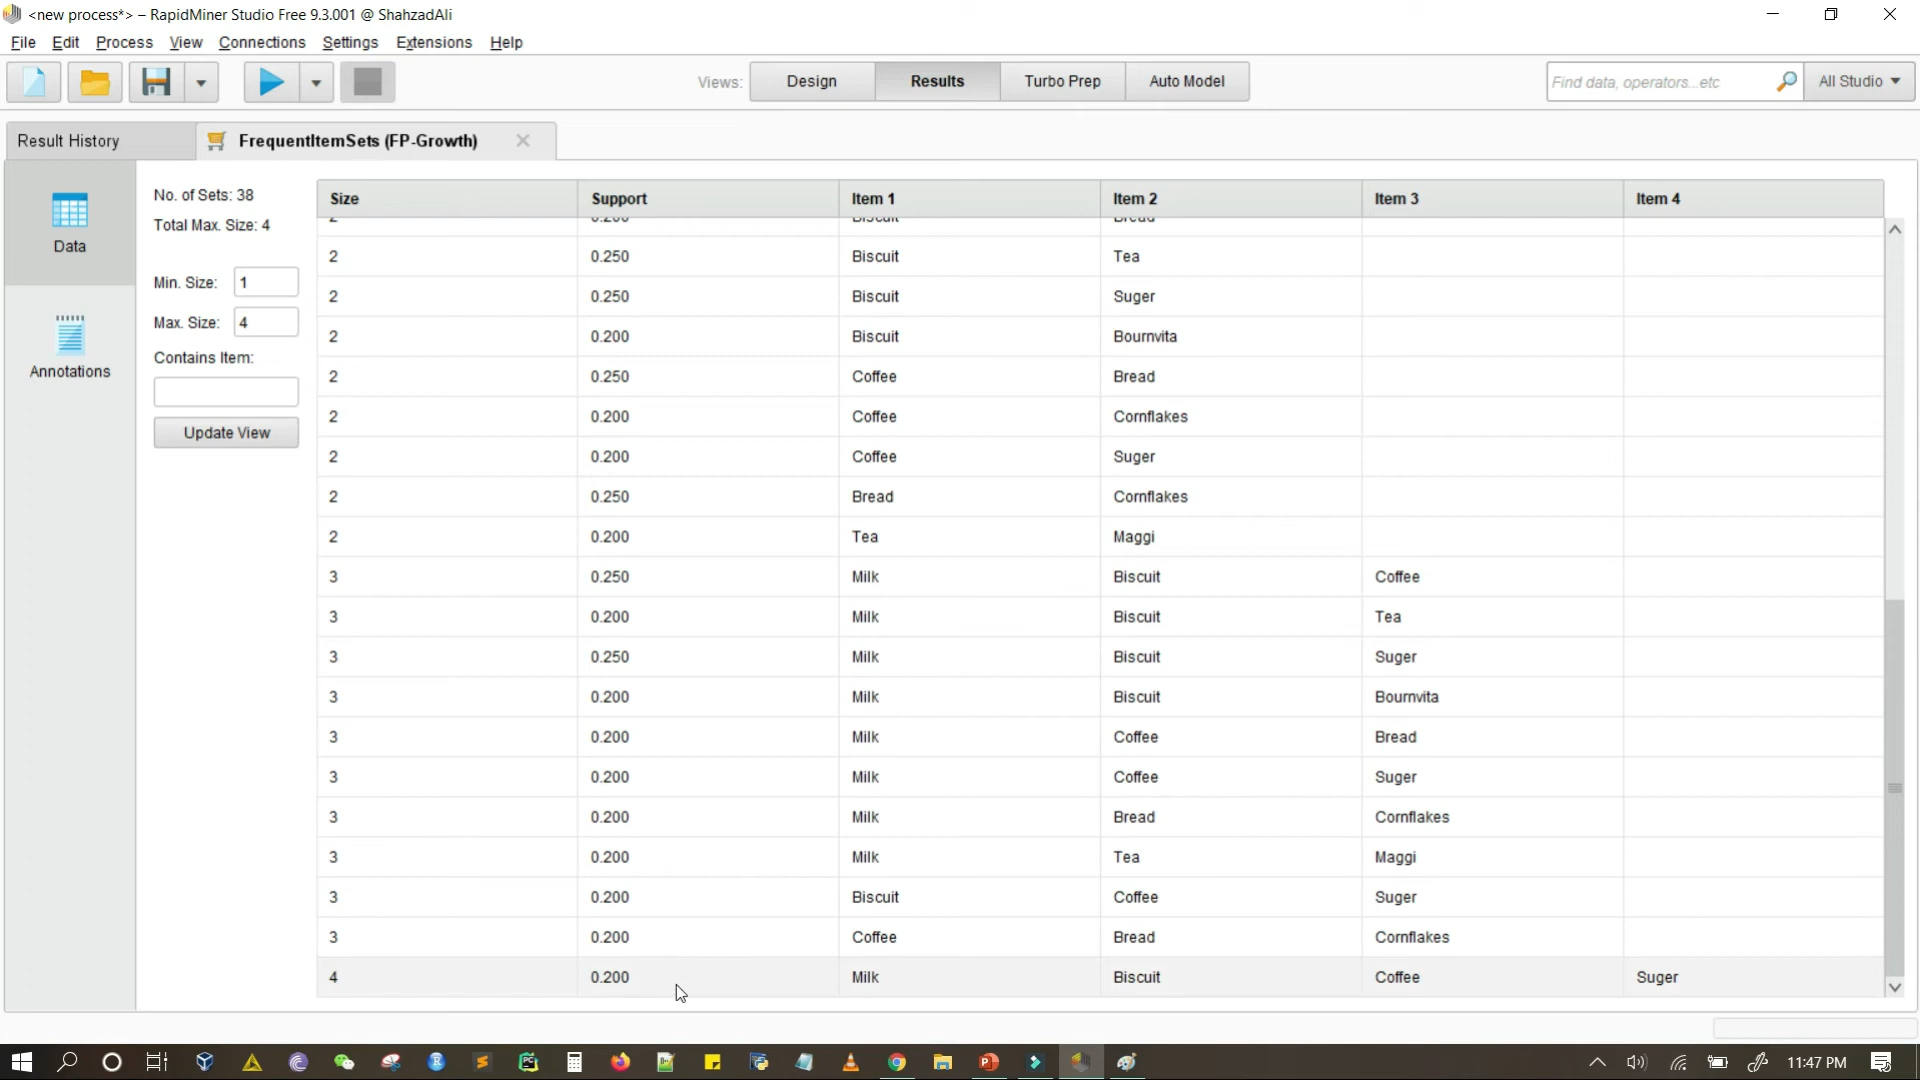 <new process*> – RapidMiner Studio Free 9.3.001 @ ShahzadAli
File Edit Process View Connections Settings Extensions Help
Views: Design Results Turbo Prep Auto Model Find data, operators...etc All Studio
Result History FrequentItemSets (FP-Growth)
Data
Annotations
No. of Sets: 38
Total Max. Size: 4
Min. Size: 1
Max. Size: 4
Contains Item:
Update View
Size Support Item 1 Item 2 Item 3 Item 4
2 0.200 Biscuit Bread
2 0.250 Biscuit Tea
2 0.250 Biscuit Suger
2 0.200 Biscuit Bournvita
2 0.250 Coffee Bread
2 0.200 Coffee Cornflakes
2 0.200 Coffee Suger
2 0.250 Bread Cornflakes
2 0.200 Tea Maggi
3 0.250 Milk Biscuit Coffee
3 0.200 Milk Biscuit Tea
3 0.250 Milk Biscuit Suger
3 0.200 Milk Biscuit Bournvita
3 0.200 Milk Coffee Bread
3 0.200 Milk Coffee Suger
3 0.200 Milk Bread Cornflakes
3 0.200 Milk Tea Maggi
3 0.200 Biscuit Coffee Suger
3 0.200 Coffee Bread Cornflakes
4 0.200 Milk Biscuit Coffee Suger
11:47 PM